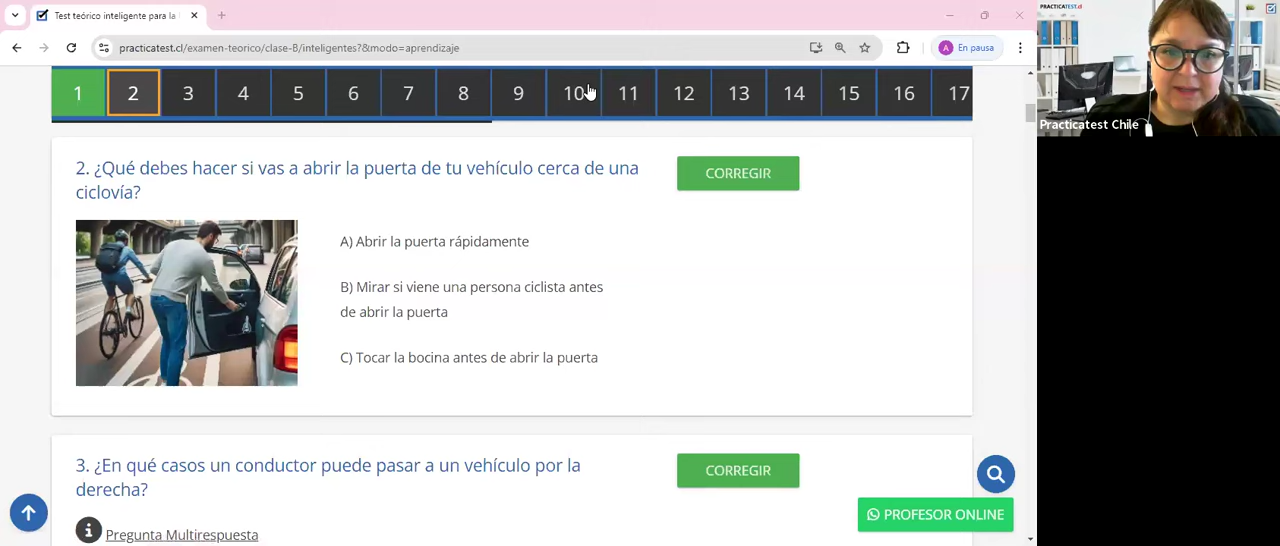 Test teórico inteligente para la
practicatest.cl/examen-teorico/clase-B/inteligentes?&modo=aprendizaje
A En pausa
1 2 3 4 5 6 7 8 9 10 11 12 13 14 15 16 17
2. ¿Qué debes hacer si vas a abrir la puerta de tu vehículo cerca de una
ciclovía?
CORREGIR
A) Abrir la puerta rápidamente
B) Mirar si viene una persona ciclista antes
de abrir la puerta
C) Tocar la bocina antes de abrir la puerta
3. ¿En qué casos un conductor puede pasar a un vehículo por la
derecha?
CORREGIR
Pregunta Multirespuesta
PROFESOR ONLINE
PRACTICATEST.CL
Practicatest Chile